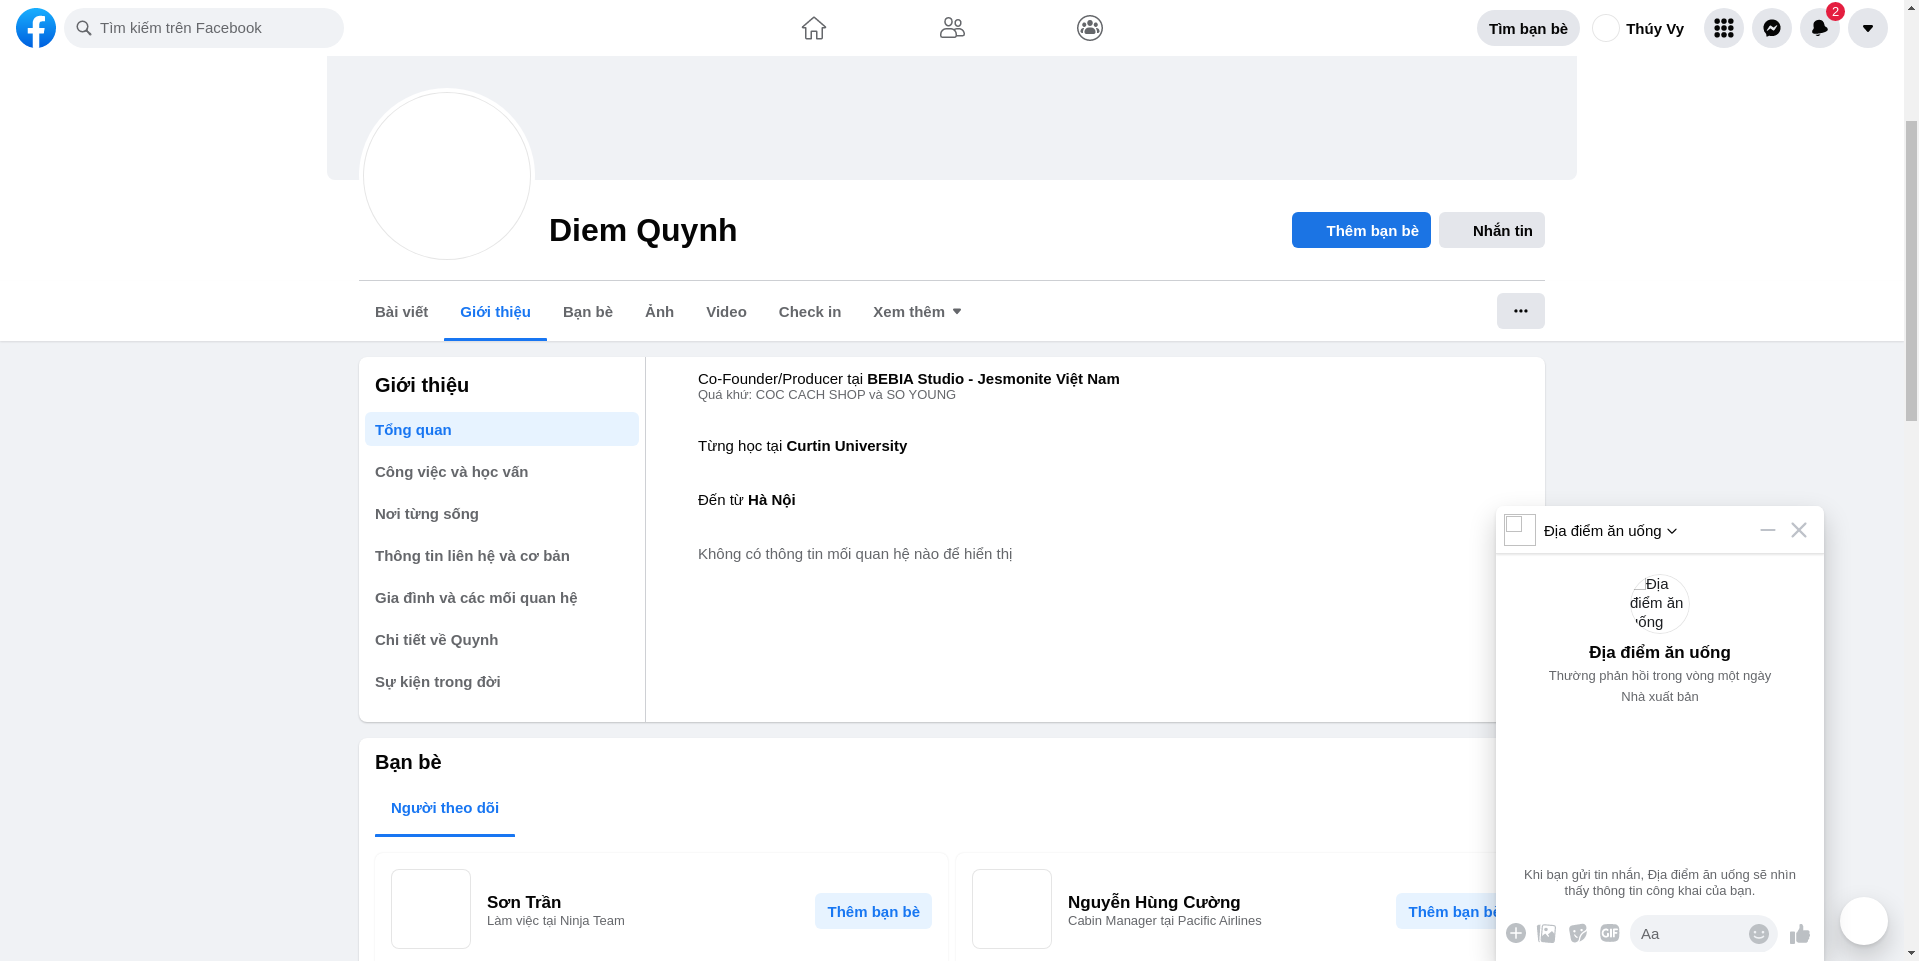 Tìm kiếm trên Facebook
Tìm bạn bè
Thúy Vy
2
Diem Quynh
Thêm bạn bè
Nhắn tin
Bài viết
Giới thiệu
Bạn bè
Ảnh
Video
Check in
Xem thêm
Giới thiệu
Tổng quan
Công việc và học vấn
Nơi từng sống
Thông tin liên hệ và cơ bản
Gia đình và các mối quan hệ
Chi tiết về Quynh
Sự kiện trong đời
Co-Founder/Producer tại BEBIA Studio - Jesmonite Việt Nam
Quá khứ: COC CACH SHOP và SO YOUNG
Từng học tại Curtin University
Đến từ Hà Nội
Không có thông tin mối quan hệ nào để hiển thị
Bạn bè
Người theo dõi
Sơn Trần
Làm việc tại Ninja Team
Thêm bạn bè
Nguyễn Hùng Cường
Cabin Manager tại Pacific Airlines
Thêm bạn bè
Địa điểm ăn uống
Địa
điểm ăn
uống
Địa điểm ăn uống
Thường phản hồi trong vòng một ngày
Nhà xuất bản
Khi bạn gửi tin nhắn, Địa điểm ăn uống sẽ nhìn
thấy thông tin công khai của bạn.
GIF
Aa